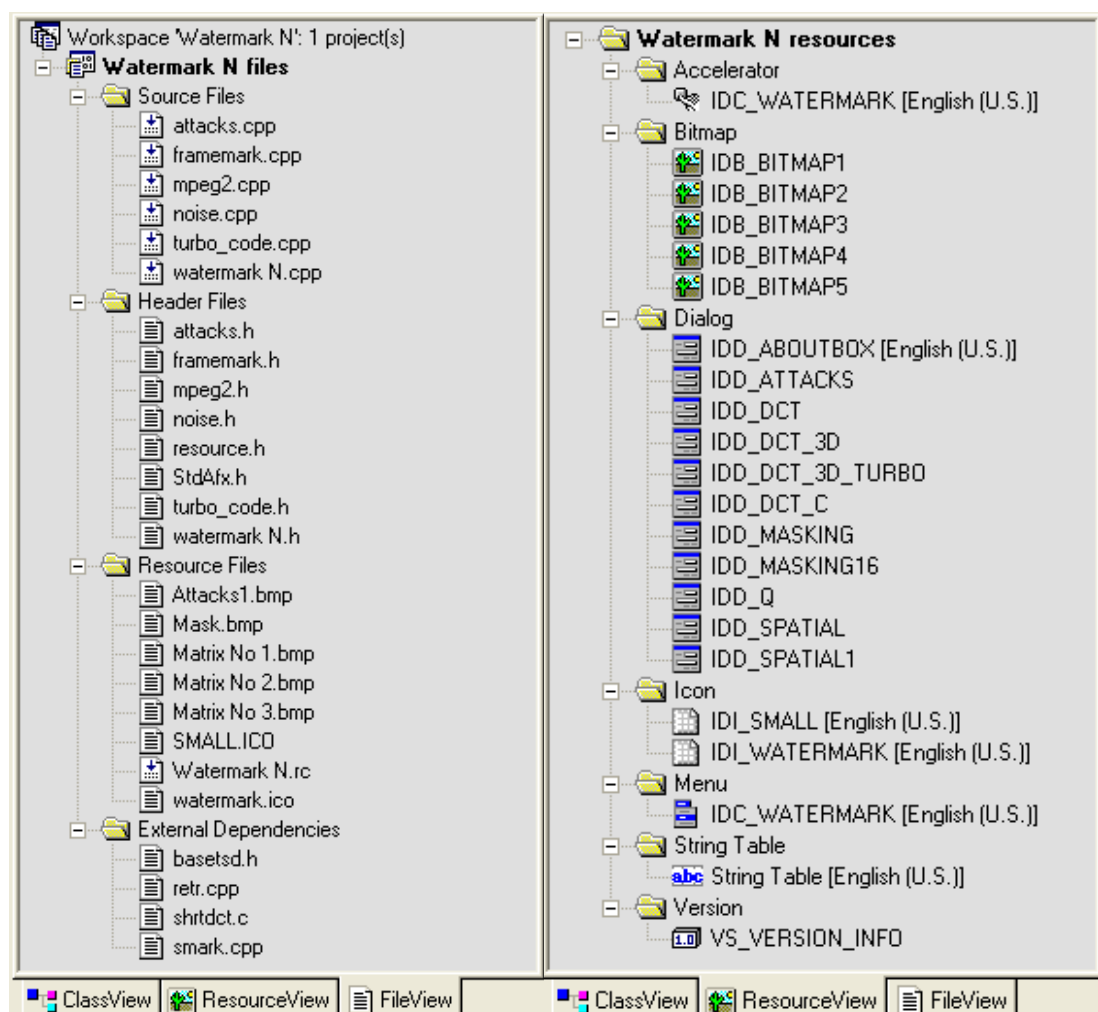 Workspace 'Watermark N': 1 project(s)
Watermark N files
Source Files
attacks.cpp
framemark.cpp
mpeg2.cpp
noise.cpp
turbo_code.cpp
watermark N.cpp
Header Files
attacks.h
framemark.h
mpeg2.h
noise.h
resource.h
StdAfx.h
turbo_code.h
watermark N.h
Resource Files
Attacks1.bmp
Mask.bmp
Matrix No 1.bmp
Matrix No 2.bmp
Matrix No 3.bmp
SMALL.ICO
Watermark N.rc
watermark.ico
External Dependencies
basetsd.h
retr.cpp
shrtdct.c
smark.cpp
ClassView ResourceView FileView
Watermark N resources
Accelerator
IDC_WATERMARK [English (U.S.)]
Bitmap
IDB_BITMAP1
IDB_BITMAP2
IDB_BITMAP3
IDB_BITMAP4
IDB_BITMAP5
Dialog
IDD_ABOUTBOX [English (U.S.)]
IDD_ATTACKS
IDD_DCT
IDD_DCT_3D
IDD_DCT_3D_TURBO
IDD_DCT_C
IDD_MASKING
IDD_MASKING16
IDD_Q
IDD_SPATIAL
IDD_SPATIAL1
Icon
IDI_SMALL [English (U.S.)]
IDI_WATERMARK [English (U.S.)]
Menu
IDC_WATERMARK [English (U.S.)]
String Table
abc String Table [English (U.S.)]
Version
1.0 VS_VERSION_INFO
ClassView ResourceView FileView